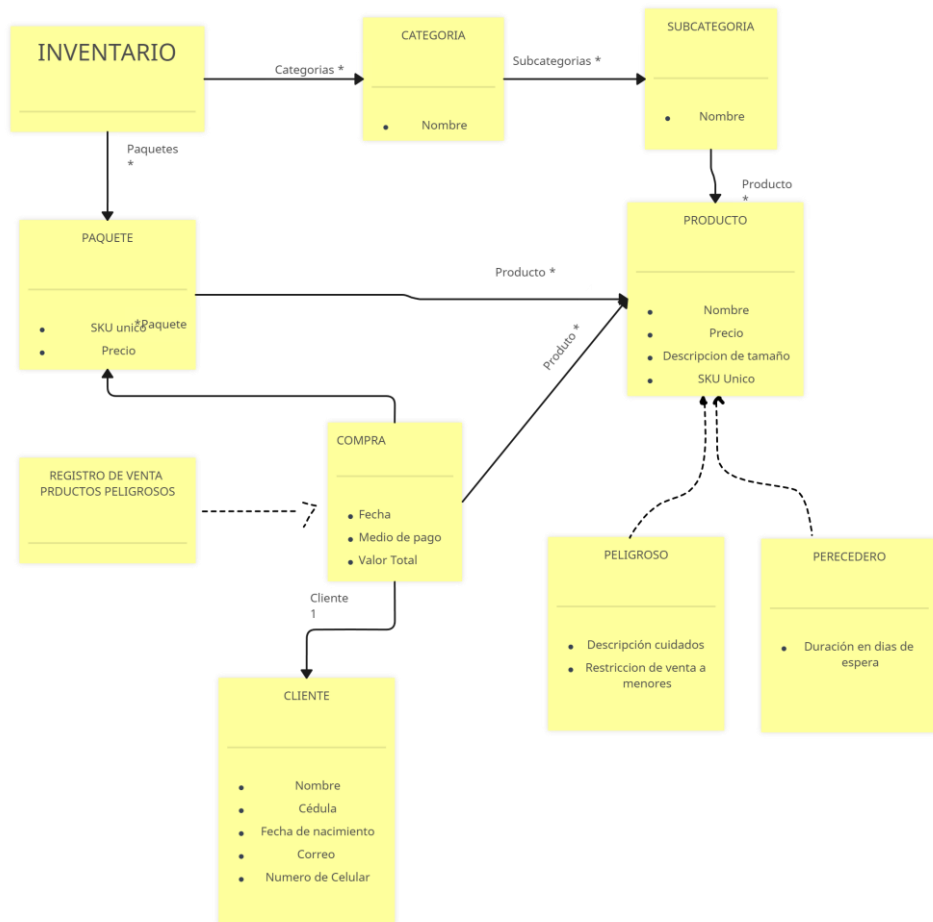 INVENTARIO
Categorias *
CATEGORIA
Nombre
Subcategorias *
SUBCATEGORIA
Nombre
Paquetes
*
Producto
*
PAQUETE
SKU unico
*Paquete
Precio
Producto *
Produto *
PRODUCTO
Nombre
Precio
Descripcion de tamaño
SKU Unico
REGISTRO DE VENTA
PRDUCTOS PELIGROSOS
COMPRA
Fecha
Medio de pago
Valor Total
Cliente
1
PELIGROSO
Descripción cuidados
Restriccion de venta a
menores
PERECEDERO
Duración en dias de
espera
CLIENTE
Nombre
Cédula
Fecha de nacimiento
Correo
Numero de Celular